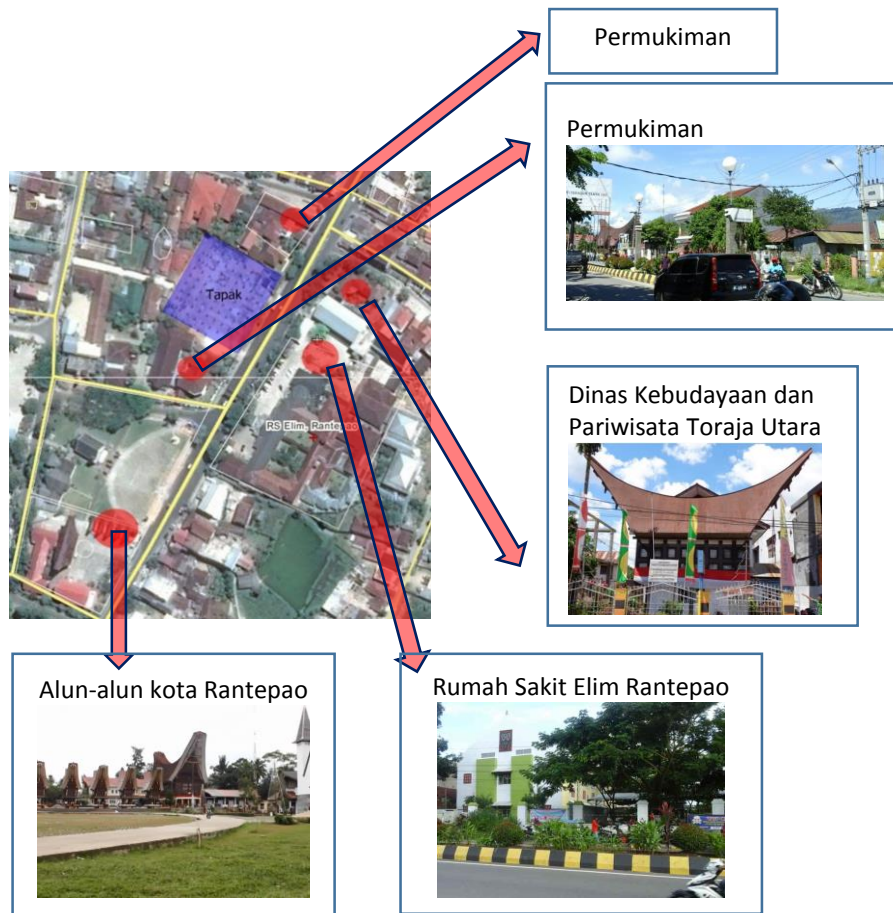 Permukiman
Permukiman
Tapak
RS Elim, Rantepao
Dinas Kebudayaan dan
Pariwisata Toraja Utara
Alun-alun kota Rantepao
Rumah Sakit Elim Rantepao